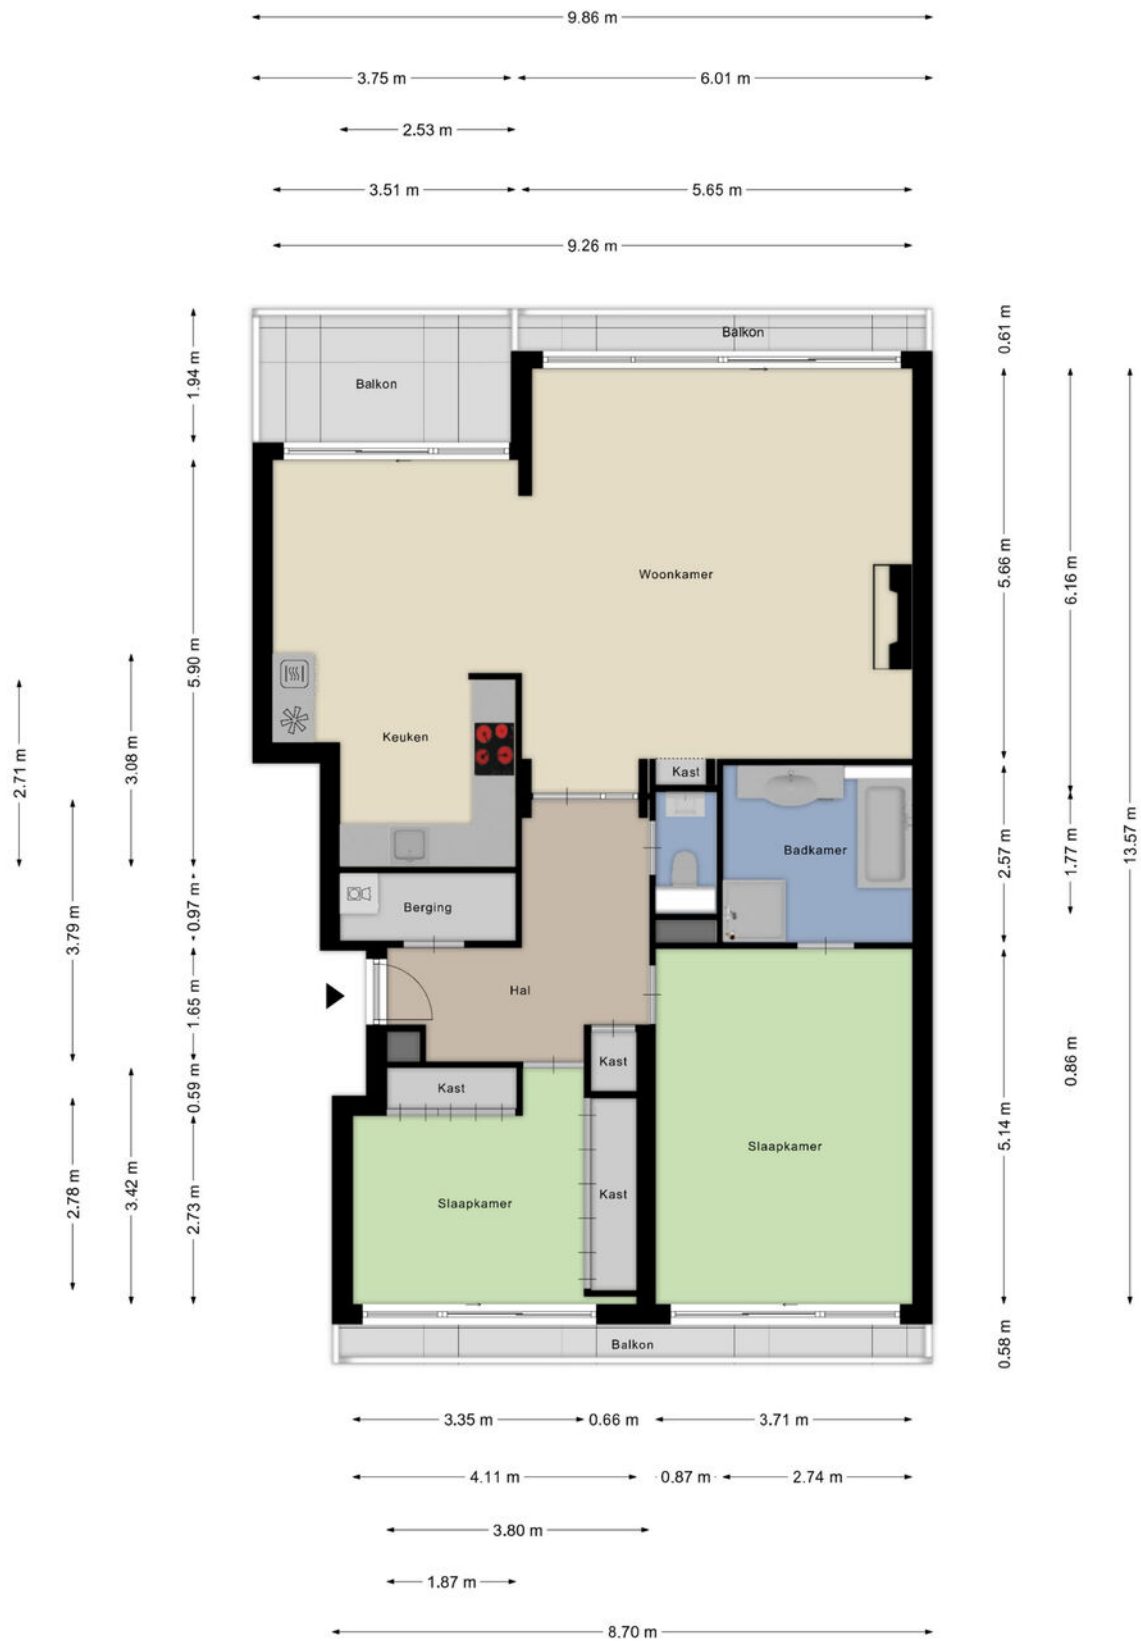 9.86 m
3.75 m
6.01 m
2.53 m
3.51 m
5.65 m
9.26 m
Balkon
0.61 m
1.94 m
Balkon
5.66 m
6.16 m
Woonkamer
5.90 m
Keuken
3.08 m
2.71 m
Kast
13.57 m
Badkamer
2.57 m
1.77 m
Berging
0.97 m
3.79 m
Hal
1.65 m
0.86 m
Kast
Kast
0.59 m
5.14 m
Slaapkamer
Slaapkamer
Kast
2.78 m
3.42 m
2.73 m
Balkon
0.58 m
3.35 m
0.66 m
3.71 m
4.11 m
0.87 m
2.74 m
3.80 m
1.87 m
8.70 m